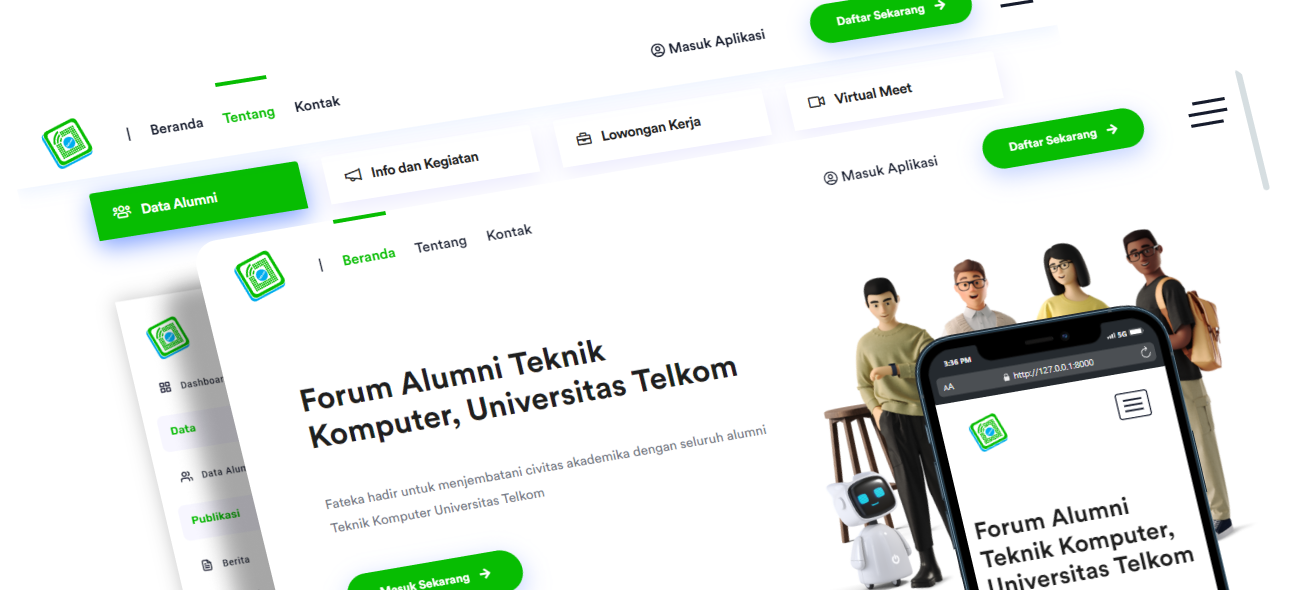 Masuk Aplikasi
Daftar Sekarang
| Beranda Tentang Kontak
Data Alumni
Info dan Kegiatan
Lowongan Kerja
Virtual Meet
Masuk Aplikasi
Daftar Sekarang
| Beranda Tentang Kontak
Data
Data
Publikasi
Berita
Forum Alumni Teknik
Komputer, Universitas Telkom
Fateka hadir untuk menjembatani civitas akademika dengan seluruh alumni
Teknik Komputer Universitas Telkom
Masuk Sekarang
3:36 PM
5G
AA
http://127.0.0.1:8000
Forum Alumni
Teknik Komputer,
Universitas Telkom